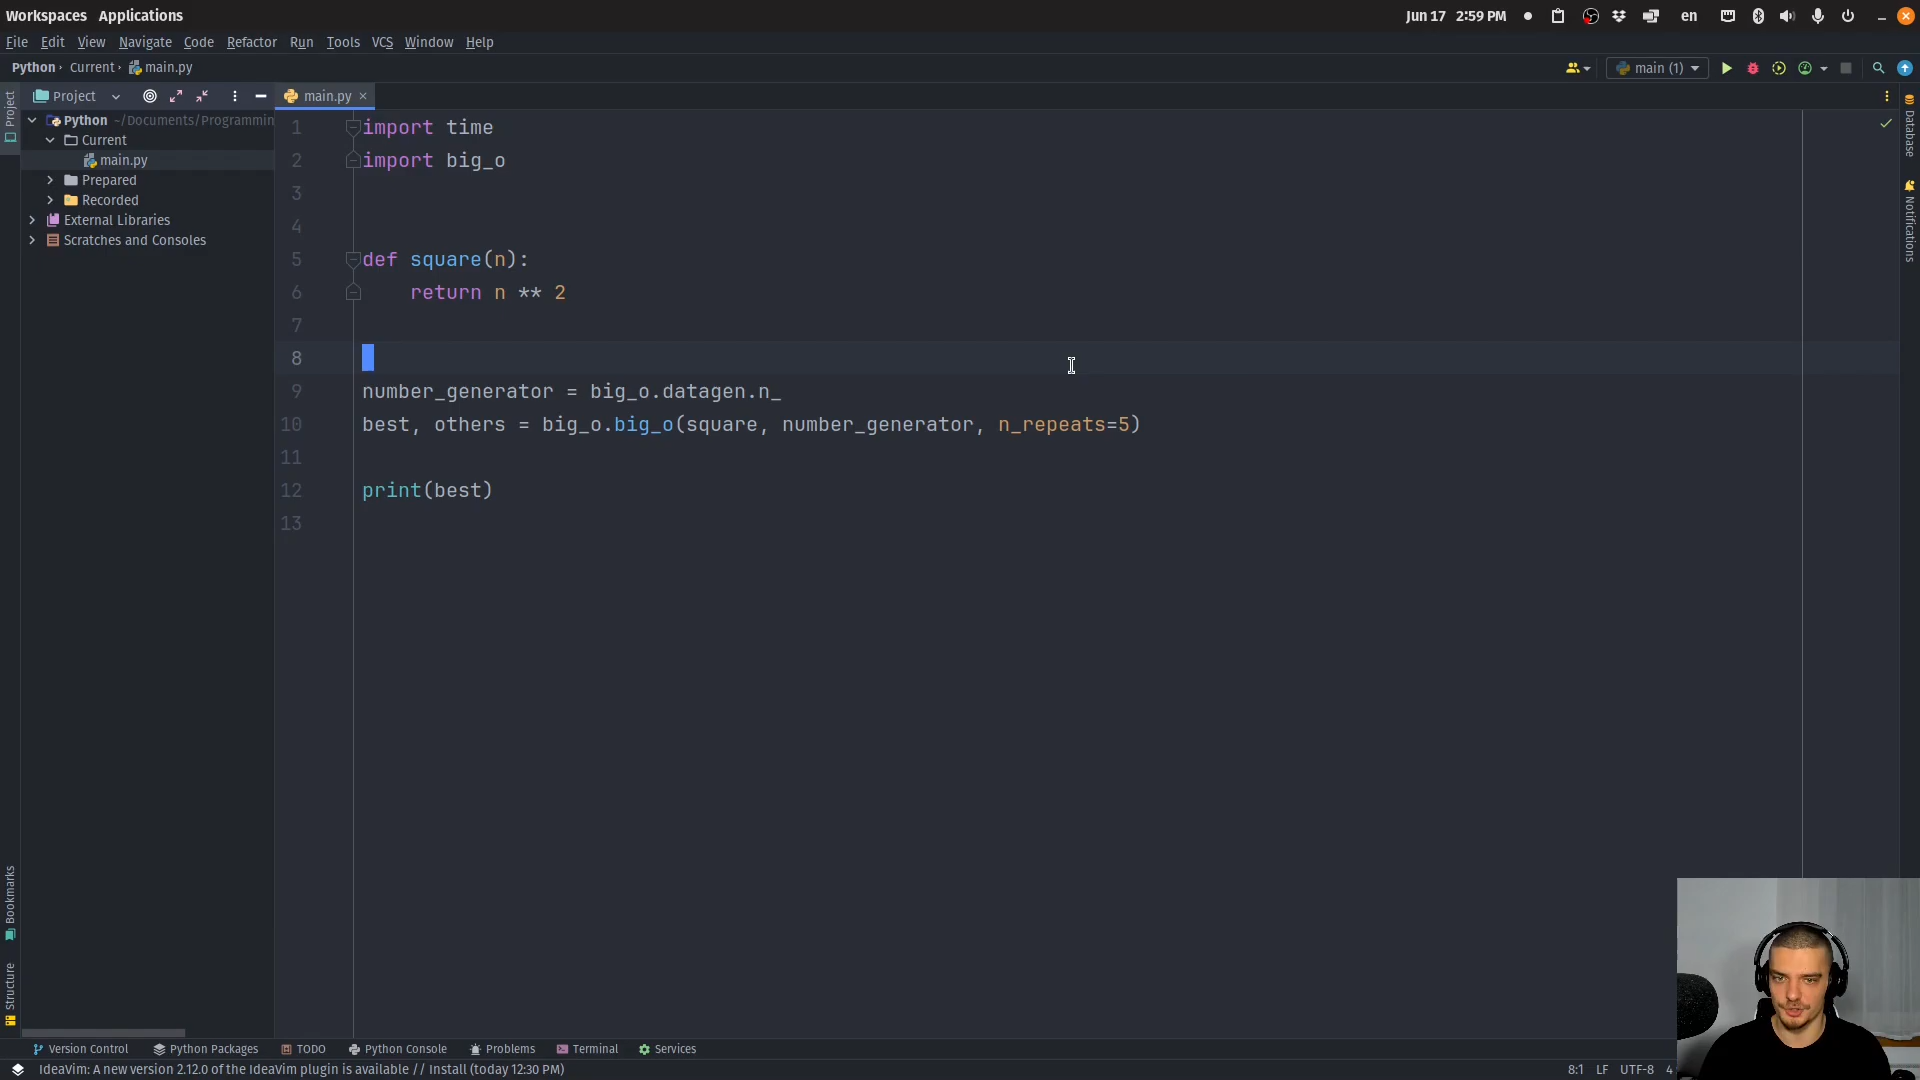 Workspaces Applications
Jun 17 2:59 PM
en
File Edit View Navigate Code Refactor Run Tools VCS Window Help
Python › Current › main.py
main (1)
Project
main.py
Python ~/Documents/Programmin
Current
main.py
Prepared
Recorded
External Libraries
Scratches and Consoles
Project
Bookmarks
Structure
1 import time
2 import big_o
3
4
5 def square(n):
6 return n ** 2
7
8
9 number_generator = big_o.datagen.n_
10 best, others = big_o.big_o(square, number_generator, n_repeats=5)
11
12 print(best)
13
Database
Notifications
Version Control Python Packages TODO Python Console Problems Terminal Services
IdeaVim: A new version 2.12.0 of the IdeaVim plugin is available // Install (today 12:30 PM)
8:1 LF UTF-8 4